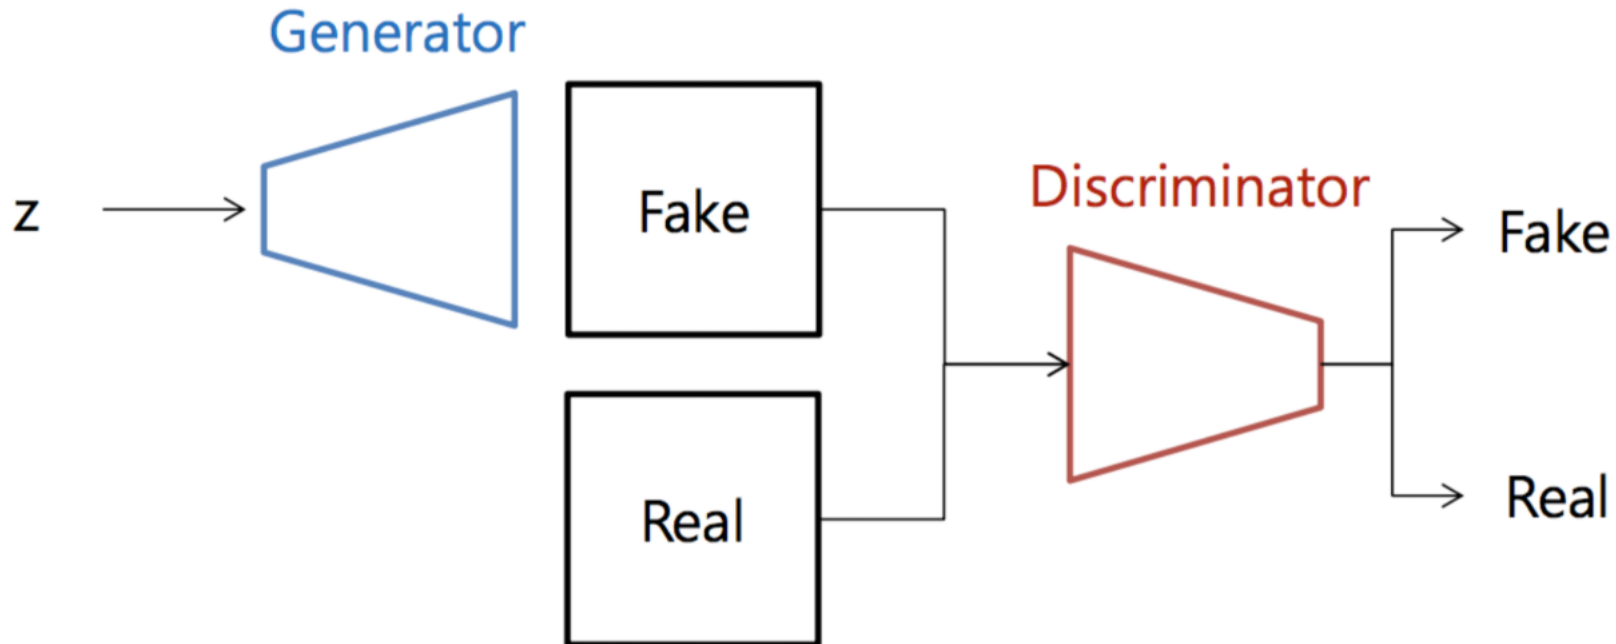 Generator
z
Fake
Real
Discriminator
Fake
Real